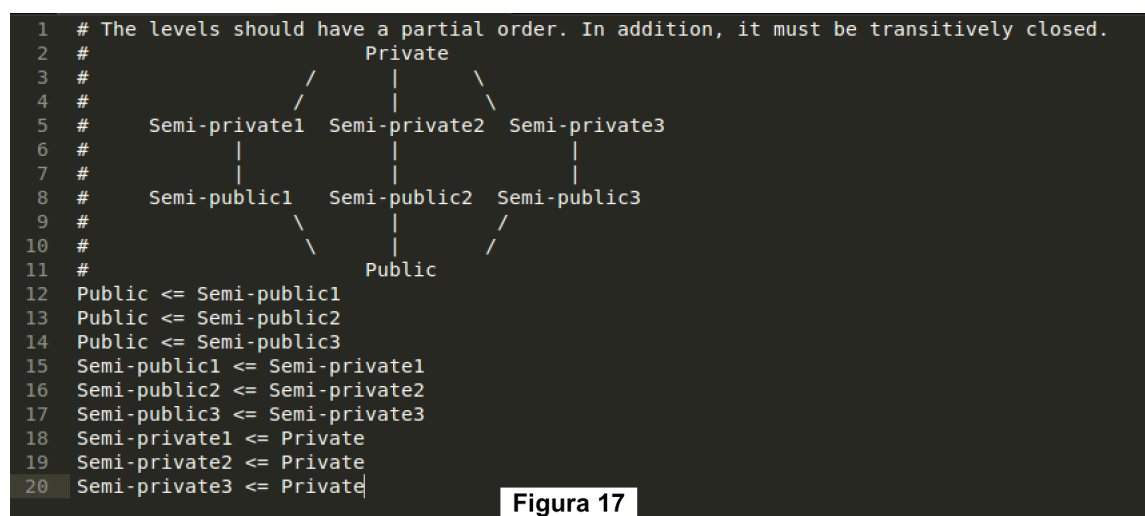 1 # The levels should have a partial order. In addition, it must be transitively closed.
2 # Private
3 # / | \
4 # / | \
5 # Semi-private1 Semi-private2 Semi-private3
6 # | | |
7 # | | |
8 # Semi-public1 Semi-public2 Semi-public3
9 # \ | /
10 # \ | /
11 # Public
12 Public <= Semi-public1
13 Public <= Semi-public2
14 Public <= Semi-public3
15 Semi-public1 <= Semi-private1
16 Semi-public2 <= Semi-private2
17 Semi-public3 <= Semi-private3
18 Semi-private1 <= Private
19 Semi-private2 <= Private
20 Semi-private3 <= Private
Figura 17